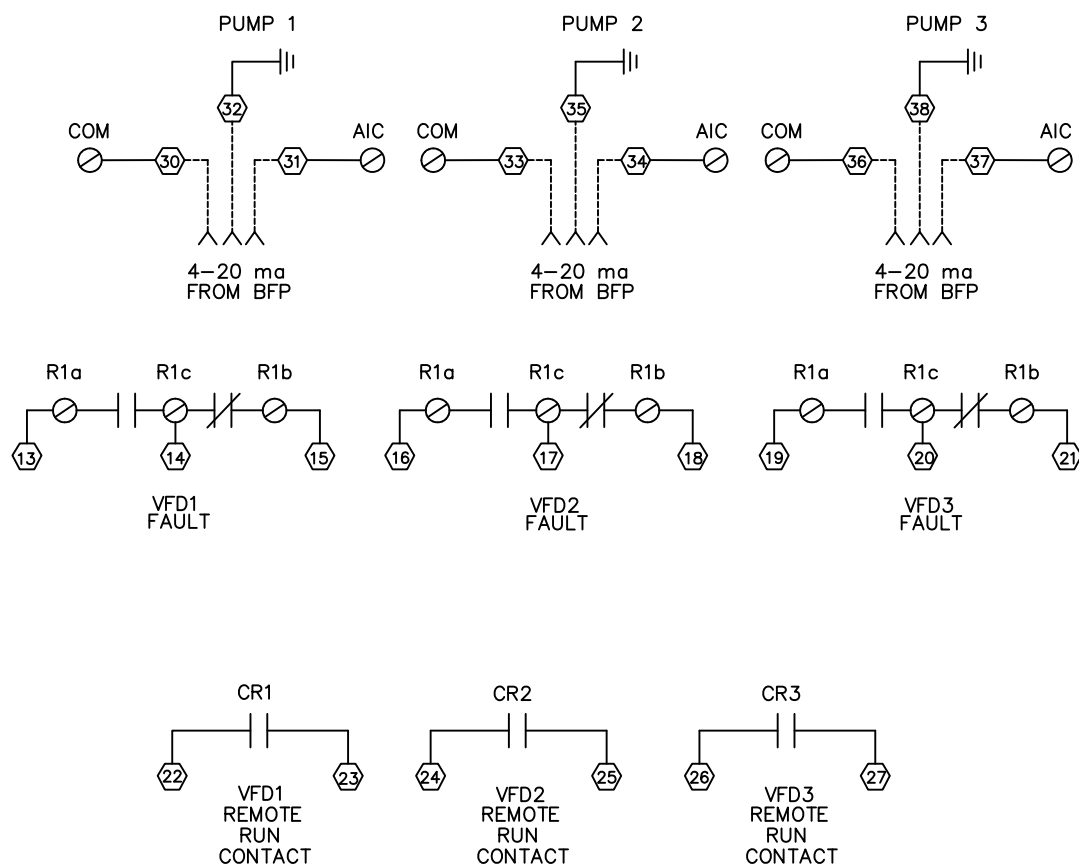 PUMP 1 PUMP 2 PUMP 3
32 35 38
COM AIC COM AIC COM AIC
30 31 33 34 36 37
4-20 ma 4-20 ma 4-20 ma
FROM BFP FROM BFP FROM BFP
R1a R1c R1b R1a R1c R1b R1a R1c R1b
13 14 15 16 17 18 19 20 21
VFD1 VFD2 VFD3
FAULT FAULT FAULT
CR1 CR2 CR3
22 23 24 25 26 27
VFD1 VFD2 VFD3
REMOTE REMOTE REMOTE
RUN RUN RUN
CONTACT CONTACT CONTACT